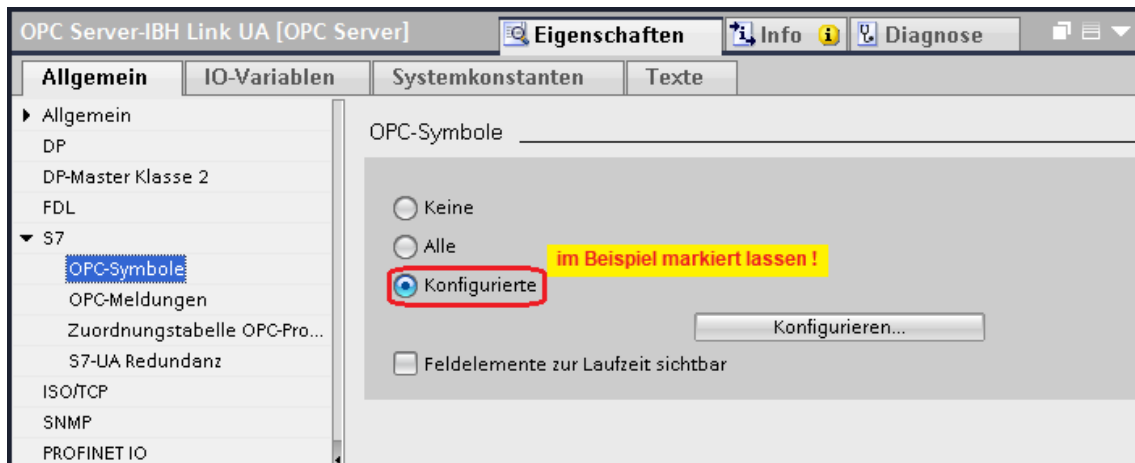 OPC Server-IBH Link UA [OPC Server]
Eigenschaften
Info
Diagnose
Allgemein
IO-Variablen
Systemkonstanten
Texte
Allgemein
DP
DP-Master Klasse 2
FDL
S7
OPC-Symbole
OPC-Meldungen
Zuordnungstabelle OPC-Pro...
S7-UA Redundanz
ISO/TCP
SNMP
PROFINET IO
OPC-Symbole
Keine
Alle
im Beispiel markiert lassen !
Konfigurierte
Konfigurieren...
Feldelemente zur Laufzeit sichtbar